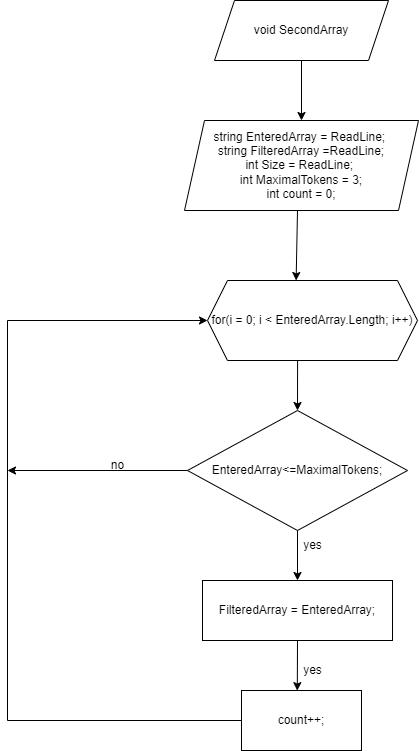 void SecondArray
string EnteredArray = ReadLine;
string FilteredArray =ReadLine;
int Size = ReadLine;
int MaximalTokens = 3;
int count = 0;
for(i = 0; i < EnteredArray.Length; i++)
EnteredArray<=MaximalTokens;
no
yes
FilteredArray = EnteredArray;
yes
count++;